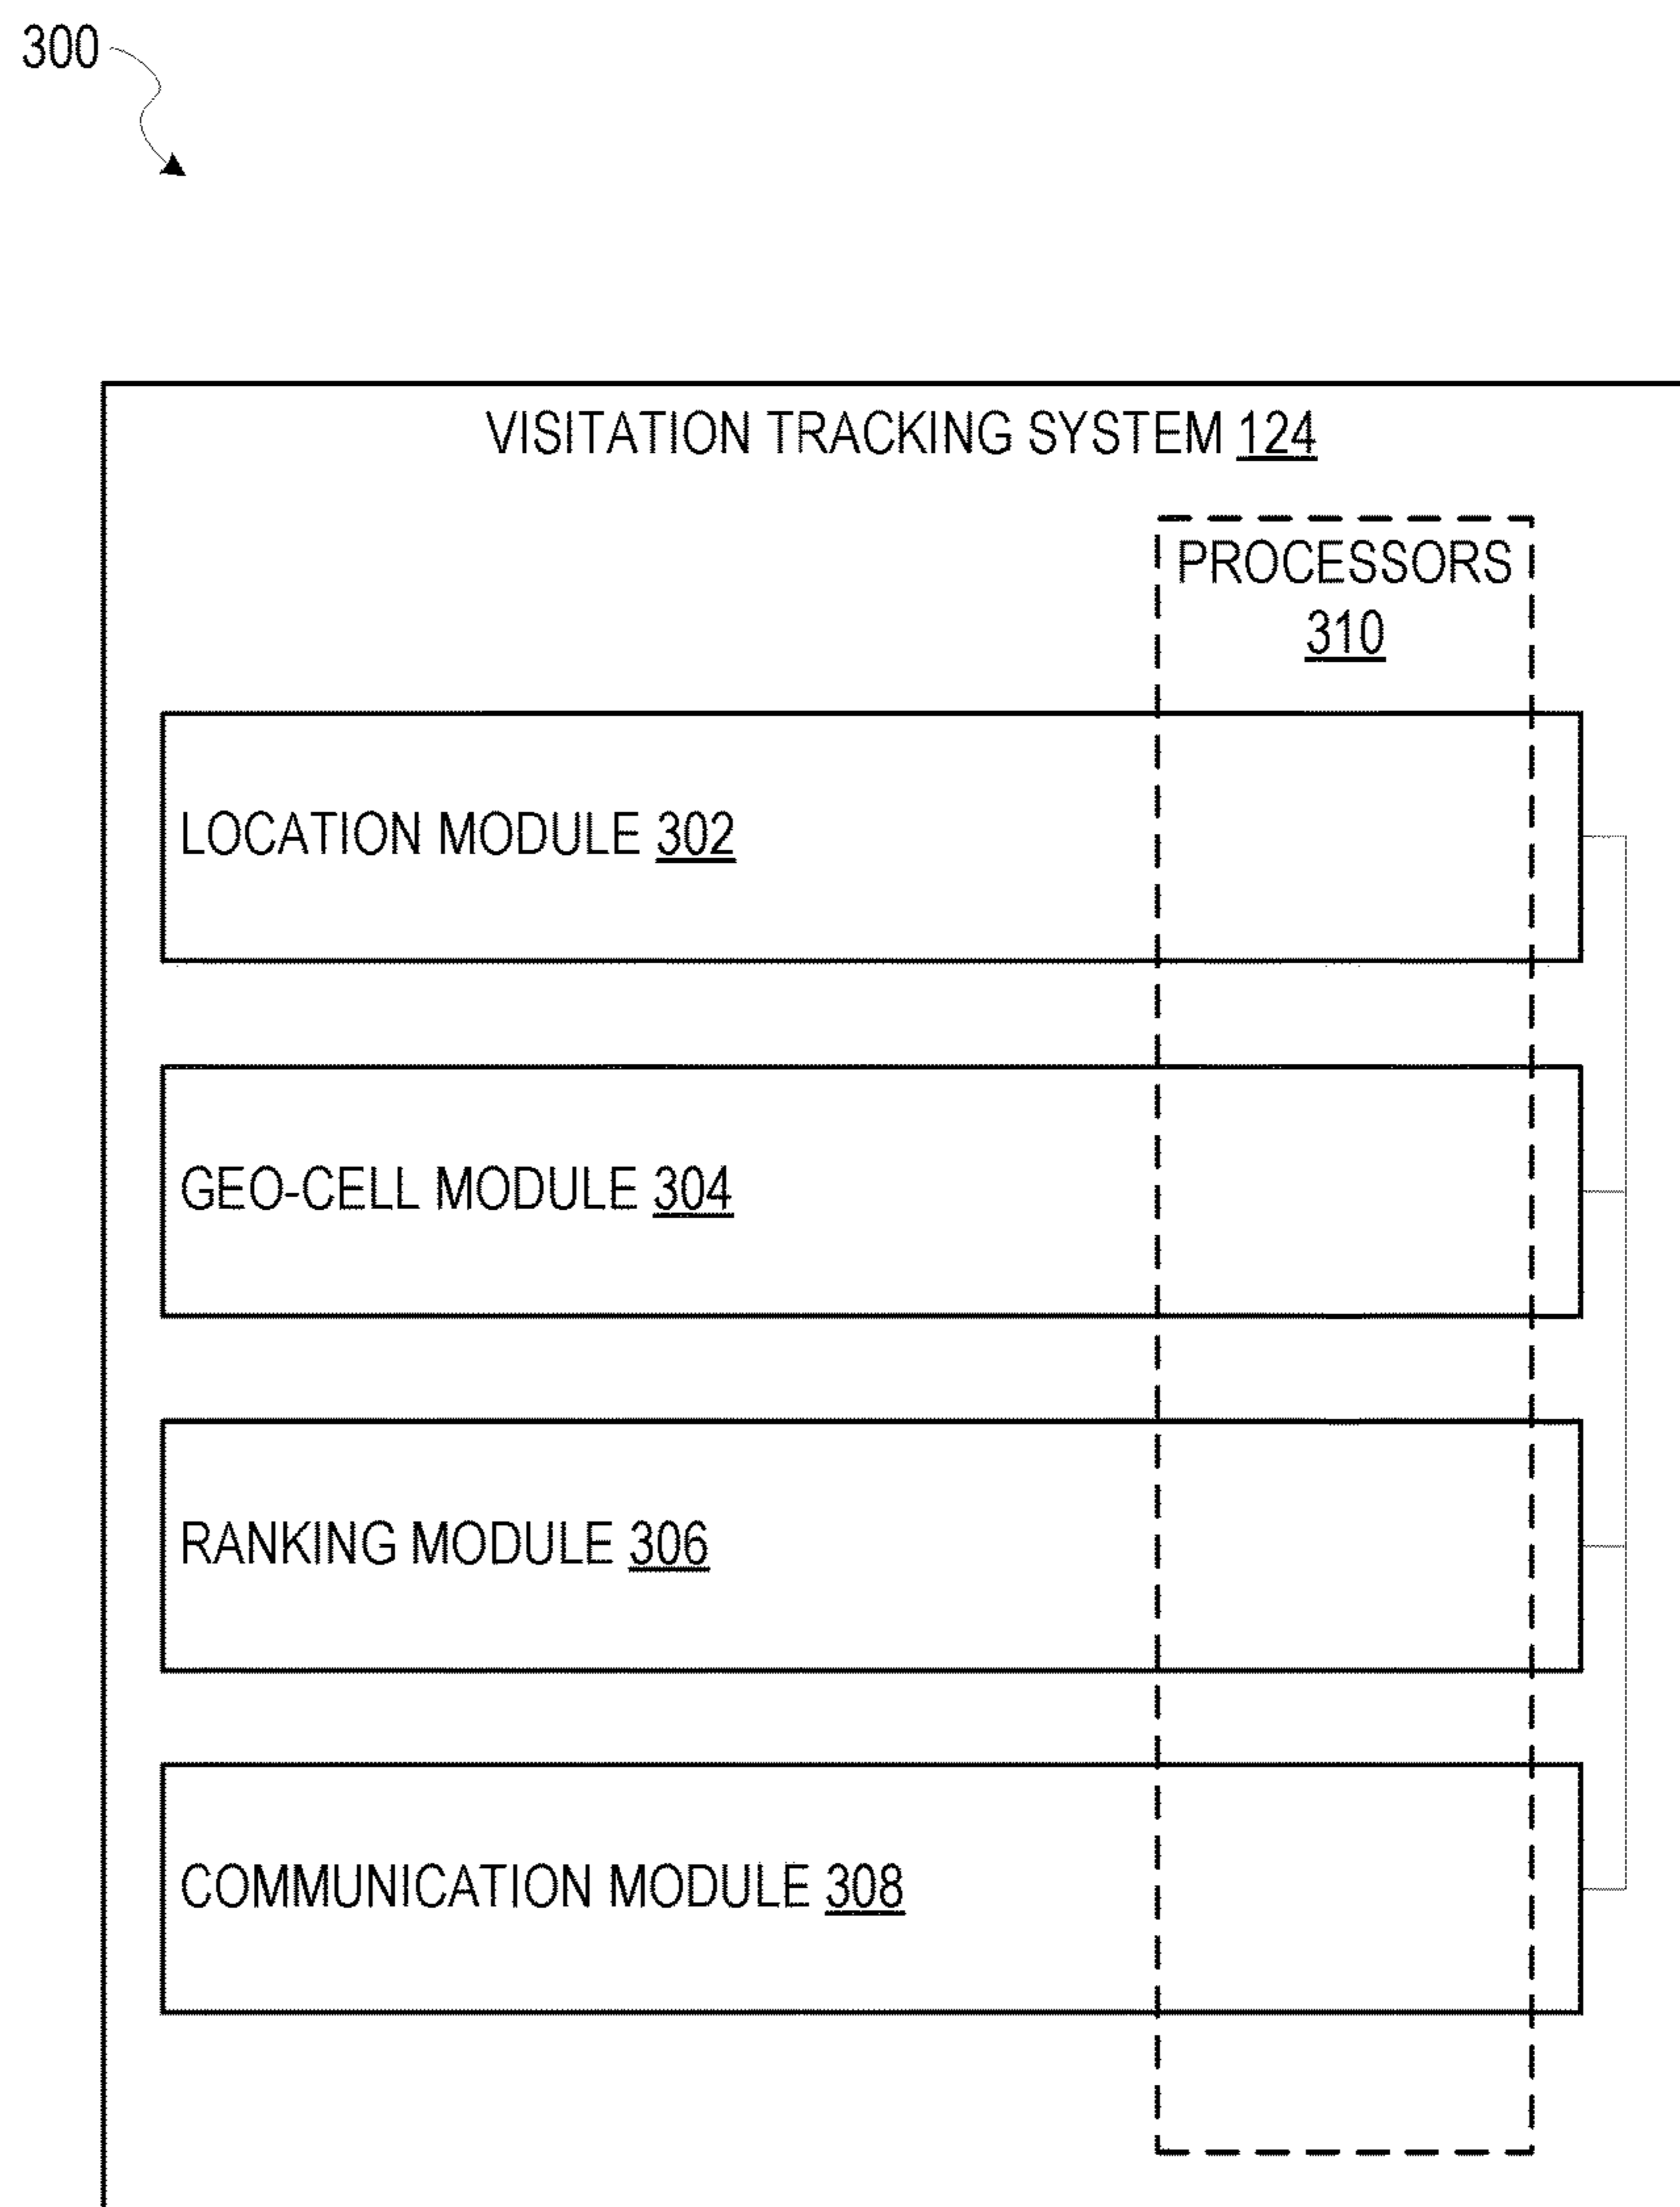 300
VISITATION TRACKING SYSTEM 124
PROCESSORS
310
LOCATION MODULE 302
GEO-CELL MODULE 304
RANKING MODULE 306
COMMUNICATION MODULE 308